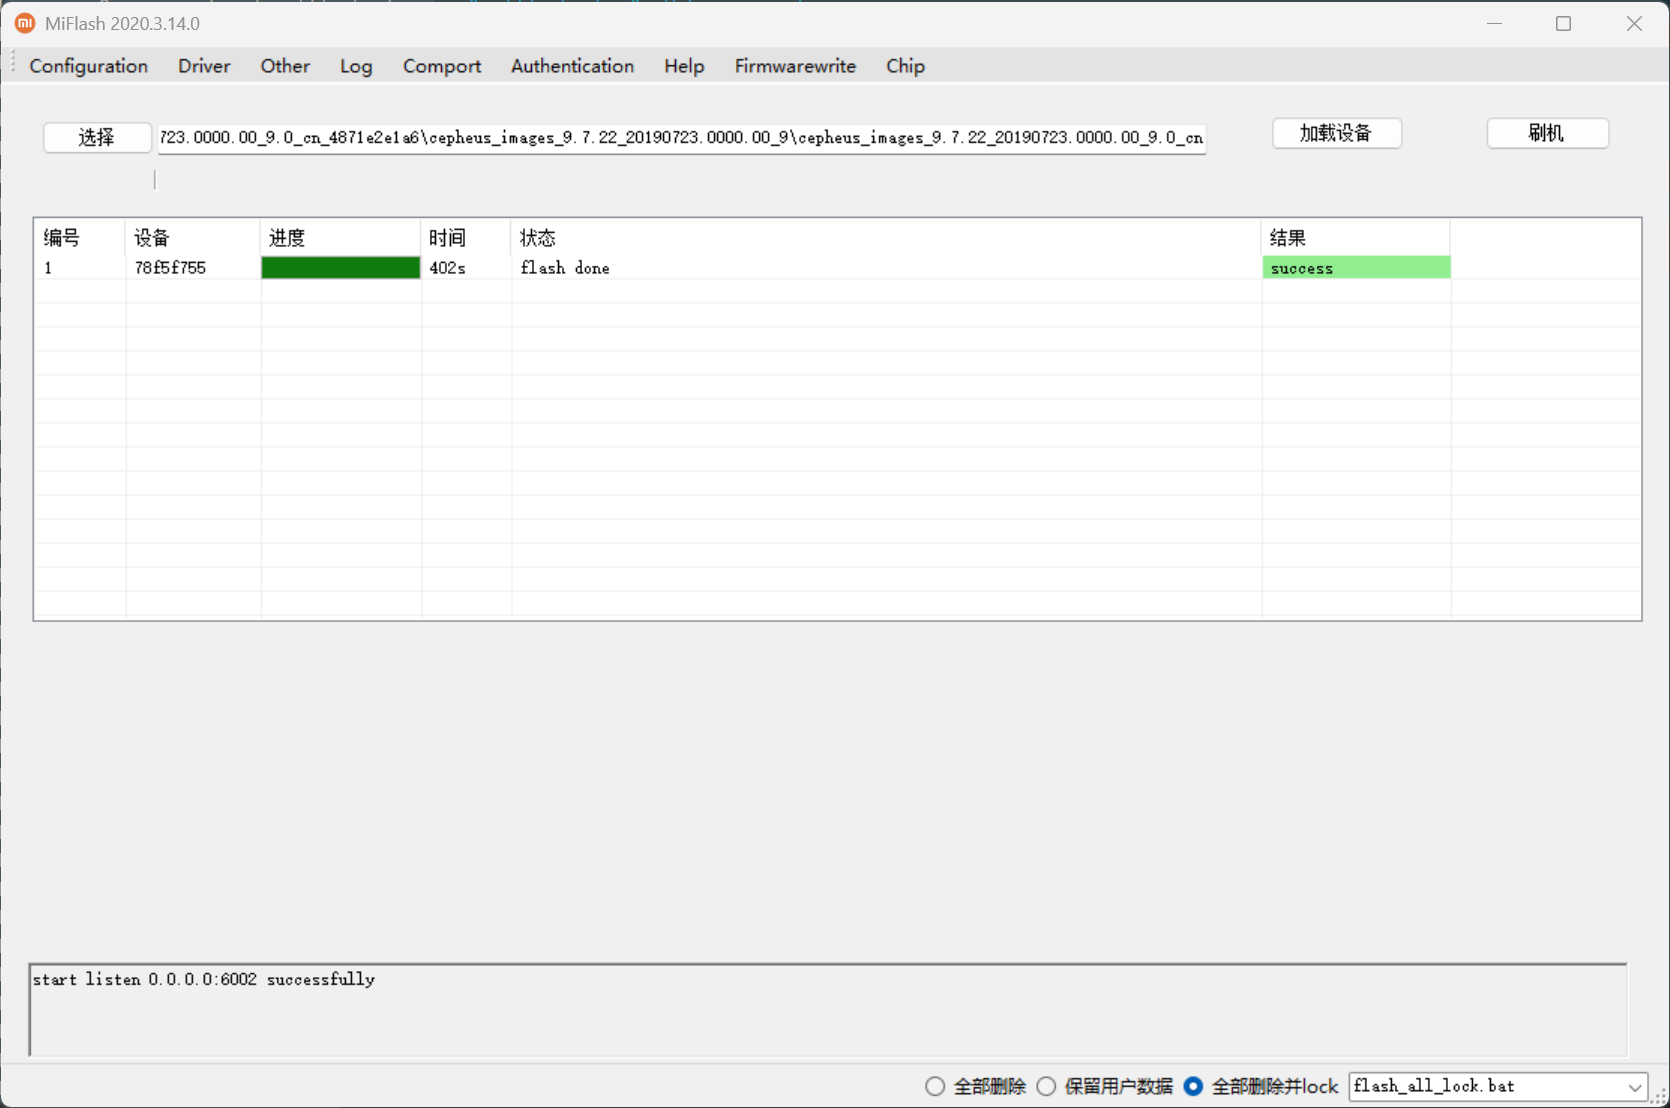 MiFlash 2020.3.14.0
Configuration Driver Other Log Comport Authentication Help Firmwarewrite Chip
选择 723.0000.00_9.0_cn_4871e2e1a6\cepheus_images_9.7.22_20190723.0000.00_9\cepheus_images_9.7.22_20190723.0000.00_9.0_cn 加载设备 刷机
编号 设备 进度 时间 状态 结果
1 78f5f755 402s flash done success
start listen 0.0.0.0:6002 successfully
全部删除 保留用户数据 全部删除并lock flash_all_lock.bat